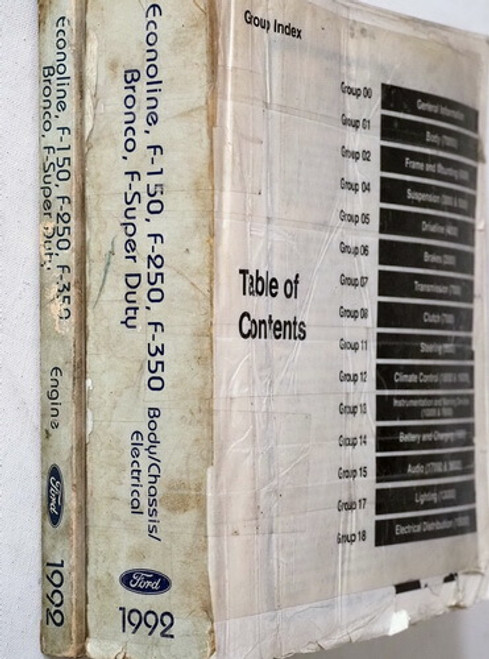 Econoline, F-150, F-250, F-350
Bronco, F-Super Duty
Engine
Ford
1992
Econoline, F-150, F-250, F-350
Bronco, F-Super Duty
Body/Chassis/
Electrical
Ford
1992
Group Index
Table of
Contents
Group 00 General Information
Group 01 Body (7000)
Group 02 Frame and Mounting
Group 04 Suspension
Group 05 Driveline
Group 06 Brakes
Group 07 Transmission
Group 08 Clutch
Group 11 Steering
Group 12 Climate Control
Group 13 Instrumentation and Warning
Group 14 Battery and Charging
Group 15 Audio
Group 17 Lighting
Group 18 Electrical Distribution